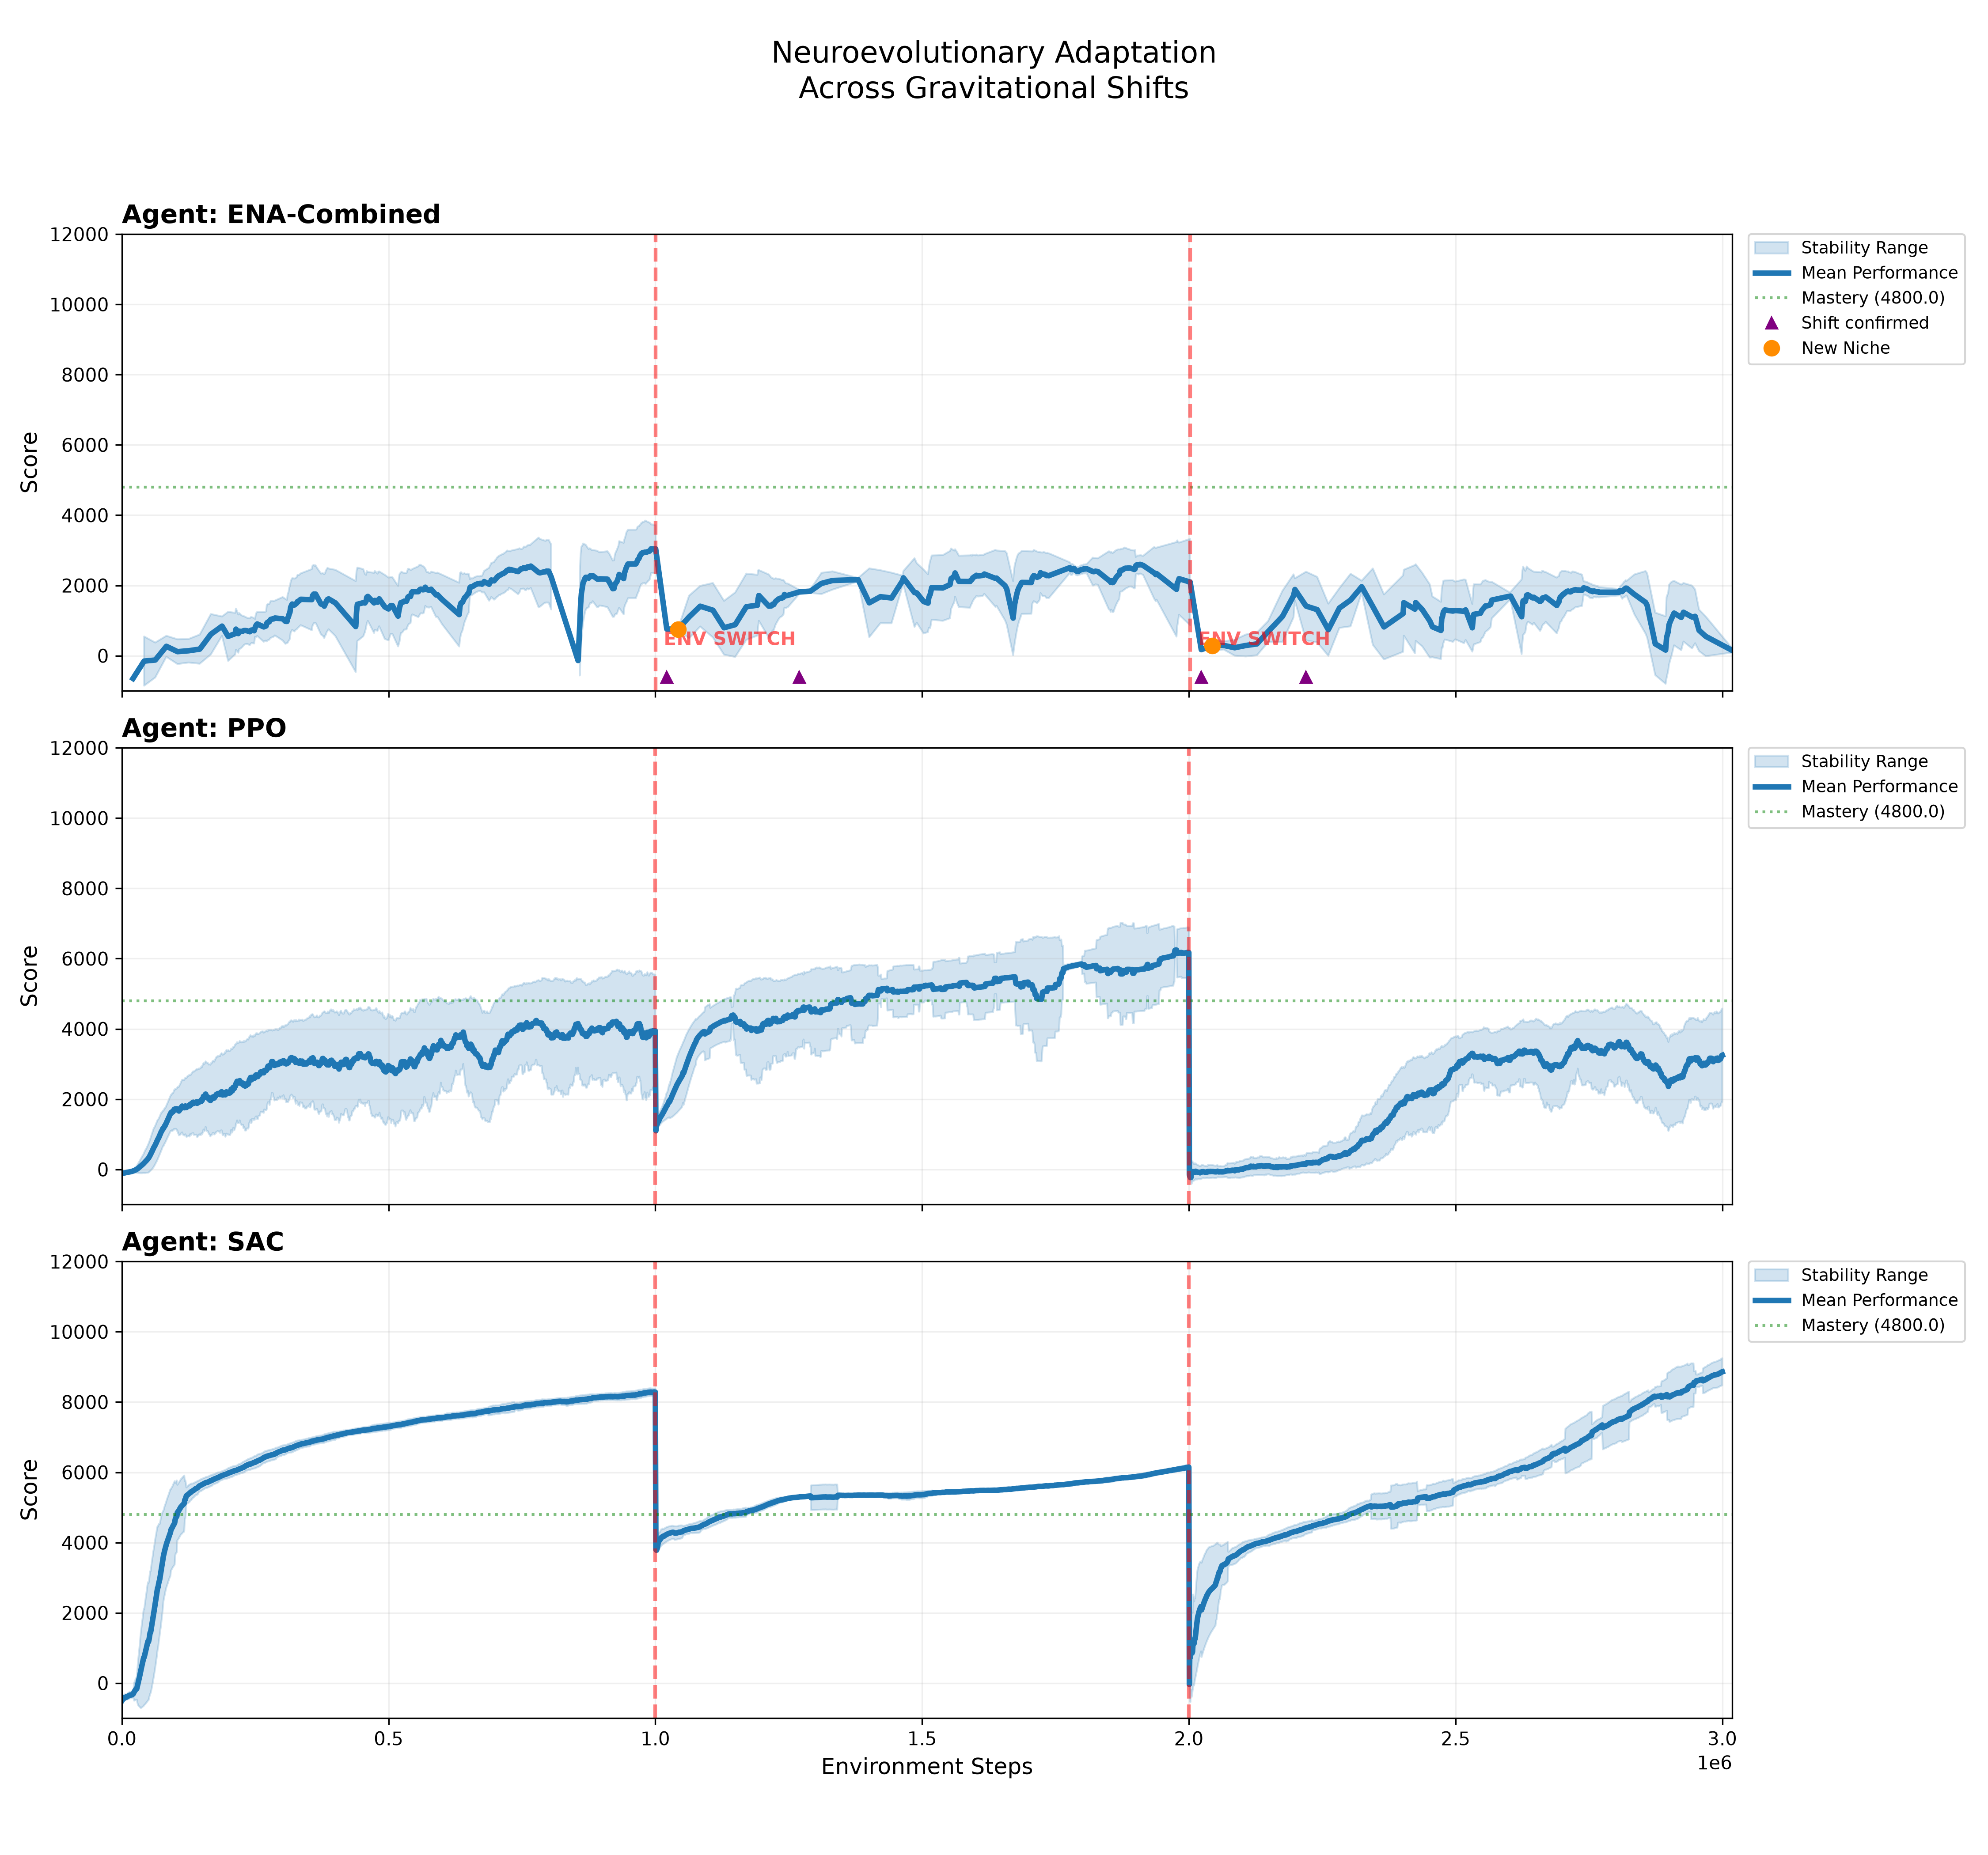 Neuroevolutionary Adaptation
Across Gravitational Shifts
Agent: ENA-Combined
12000
10000
8000
6000
4000
2000
0
Score
ENV SWITCH
ENV SWITCH
Stability Range
Mean Performance
Mastery (4800.0)
Shift confirmed
New Niche
Agent: PPO
12000
10000
8000
6000
4000
2000
0
Score
Stability Range
Mean Performance
Mastery (4800.0)
Agent: SAC
12000
10000
8000
6000
4000
2000
0
Score
Stability Range
Mean Performance
Mastery (4800.0)
0.0 0.5 1.0 1.5 2.0 2.5 3.0
1e6
Environment Steps